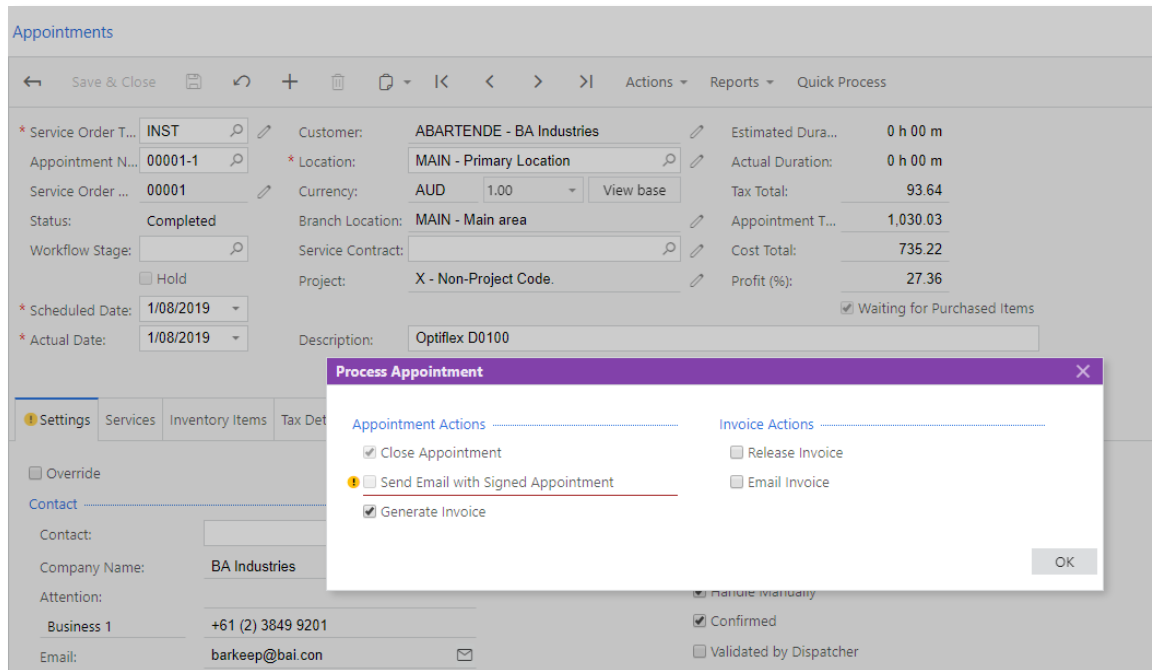 Appointments
Save & Close Actions Reports Quick Process
* Service Order T... INST Customer: ABARTENDE - BA Industries Estimated Dura... 0 h 00 m
Appointment N... 00001-1 * Location: MAIN - Primary Location Actual Duration: 0 h 00 m
Service Order ... 00001 Currency: AUD 1.00 View base Tax Total: 93.64
Status: Completed Branch Location: MAIN - Main area Appointment T... 1,030.03
Workflow Stage: Service Contract: Cost Total: 735.22
Hold Project: X - Non-Project Code. Profit (%): 27.36
* Scheduled Date: 1/08/2019 Waiting for Purchased Items
* Actual Date: 1/08/2019 Description: Optiflex D0100
Process Appointment
Settings Services Inventory Items Tax Det
Appointment Actions Invoice Actions
Close Appointment Release Invoice
Override Send Email with Signed Appointment Email Invoice
Contact Generate Invoice
Contact:
OK
Company Name: BA Industries
Attention: Handle Manually
Business 1 +61 (2) 3849 9201 Confirmed
Email: barkeep@bai.con Validated by Dispatcher